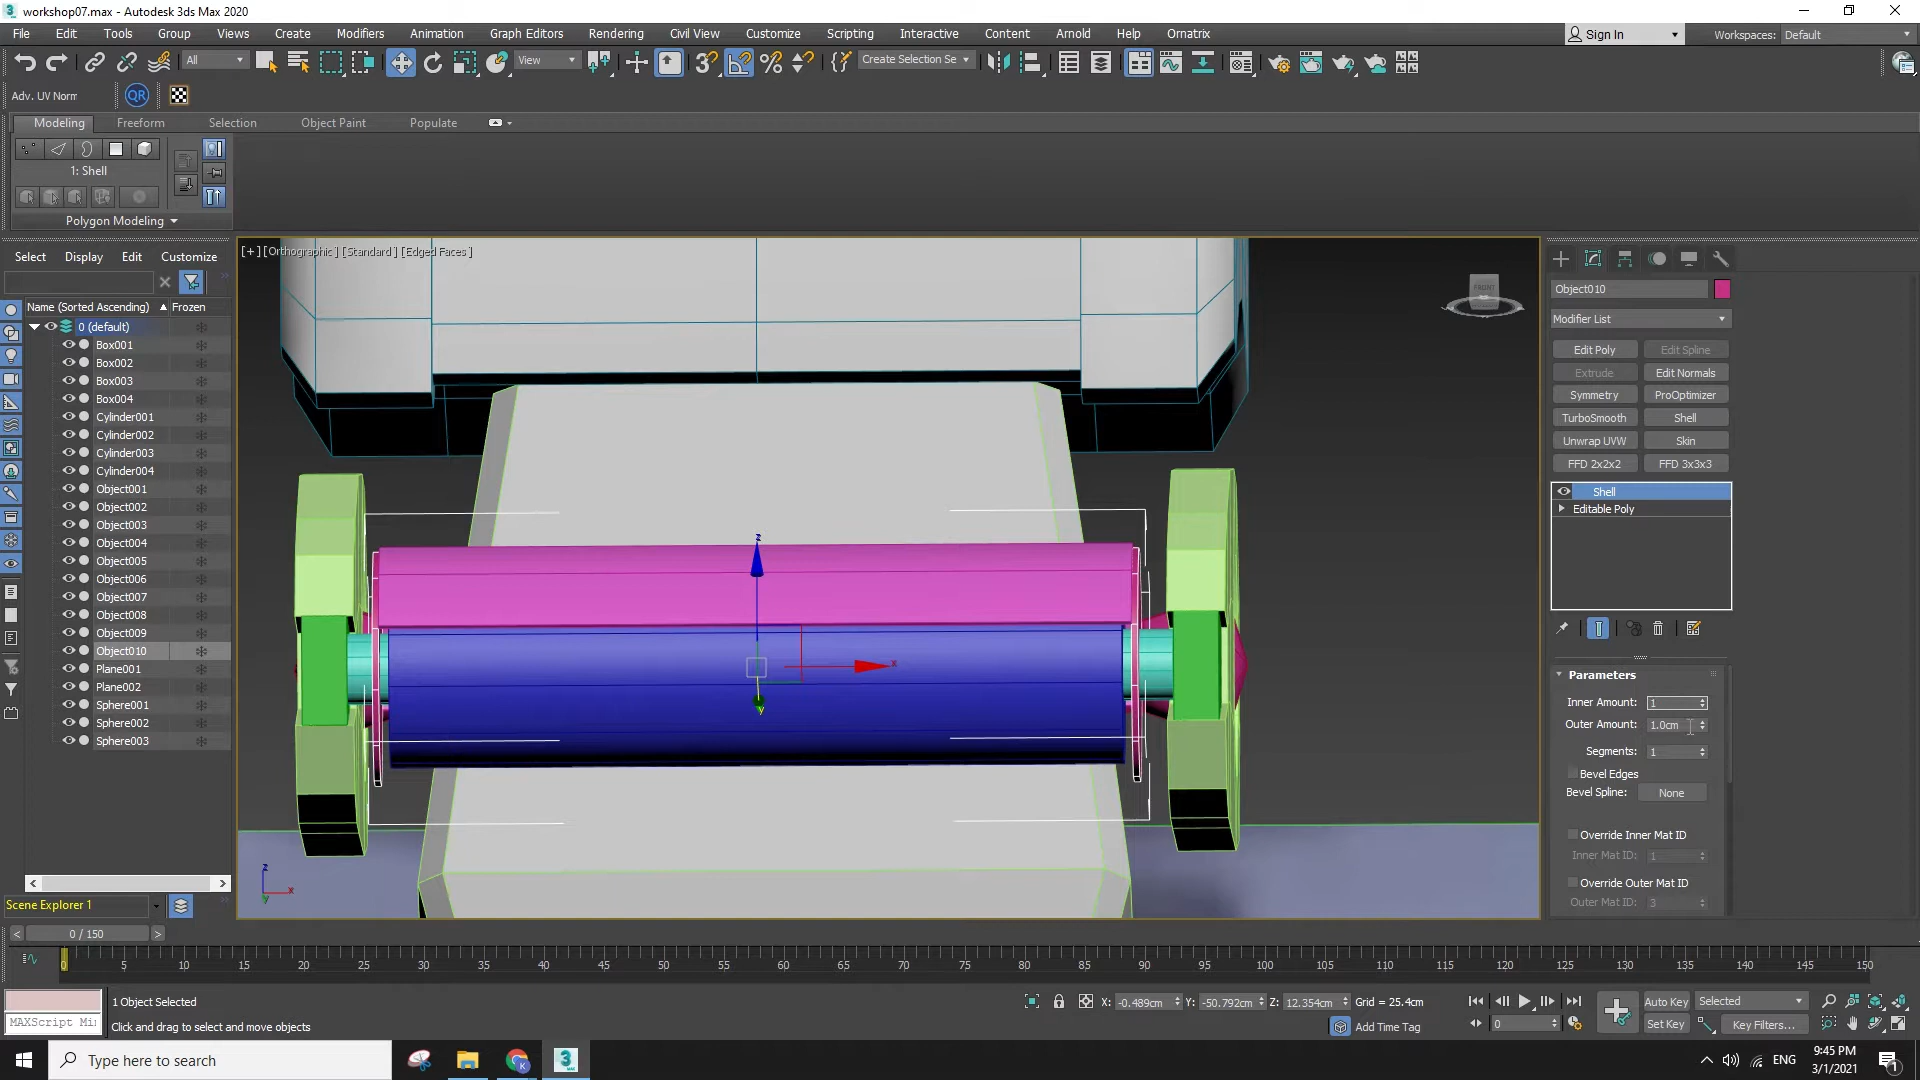 workshop07.max - Autodesk 3ds Max 2020
File Edit Tools Group Views Create Modifiers Animation Graph Editors Rendering Civil View Customize Scripting Interactive Content Arnold Help Ornatrix
Sign In
Workspaces: Default
All
View
Create Selection Se
Adv. UV Norm
QR
Modeling Freeform Selection Object Paint Populate
1: Shell
Polygon Modeling
Select Display Edit Customize
[+] [Orthographic] [Standard] [Edged Faces]
FRONT
Name (Sorted Ascending) Frozen
0 (default)
Box001
Box002
Box003
Box004
Cylinder001
Cylinder002
Cylinder003
Cylinder004
Object001
Object002
Object003
Object004
Object005
Object006
Object007
Object008
Object009
Object010
Plane001
Plane002
Sphere001
Sphere002
Sphere003
Scene Explorer 1
z
x
y
z
x
y
Object010
Modifier List
Edit Poly Edit Spline
Extrude Edit Normals
Symmetry ProOptimizer
TurboSmooth Shell
Unwrap UVW Skin
FFD 2x2x2 FFD 3x3x3
Shell
Editable Poly
Parameters
Inner Amount: 1
Outer Amount: 1.0cm
Segments: 1
Bevel Edges
Bevel Spline: None
Override Inner Mat ID
Inner Mat ID: 1
Override Outer Mat ID
Outer Mat ID: 3
0 / 150
0 5 10 15 20 25 30 35 40 45 50 55 60 65 70 75 80 85 90 95 100 105 110 115 120 125 130 135 140 145 150
1 Object Selected
X: -0.489cm Y: -50.792cm Z: 12.354cm Grid = 25.4cm
Auto Key Selected
MAXScript Mi
Click and drag to select and move objects
Add Time Tag
0
Set Key Key Filters...
Type here to search
ENG
9:45 PM
3/1/2021
1